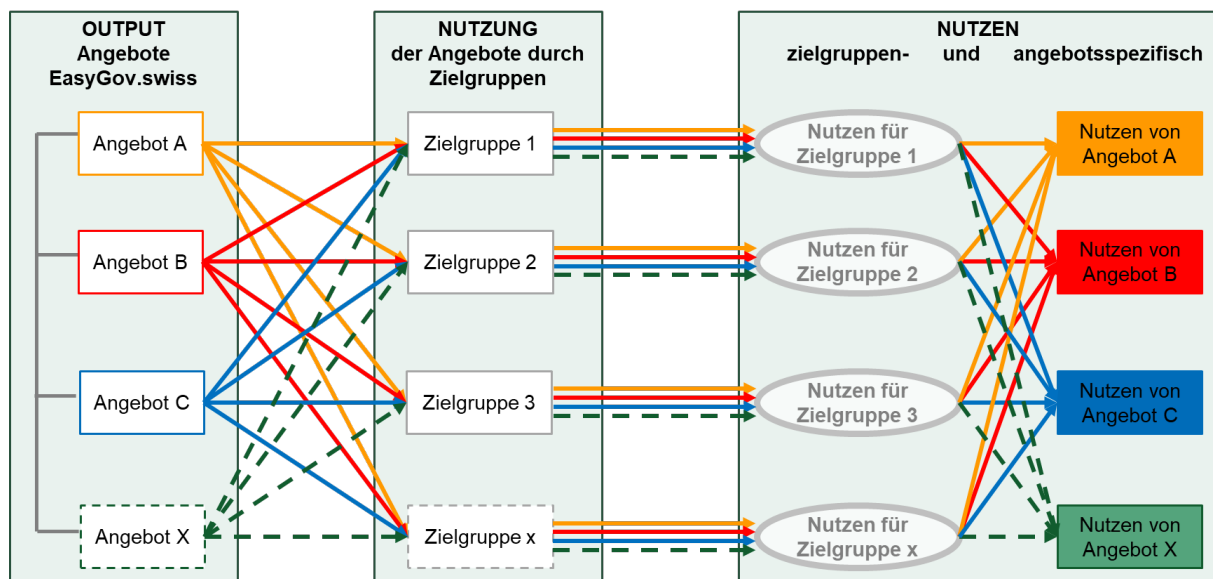 OUTPUT
Angebote
EasyGov.swiss
NUTZUNG
der Angebote durch
Zielgruppen
NUTZEN
zielgruppen- und angebotsspezifisch
Angebot A
Zielgruppe 1
Nutzen für
Zielgruppe 1
Nutzen von
Angebot A
Angebot B
Zielgruppe 2
Nutzen für
Zielgruppe 2
Nutzen von
Angebot B
Angebot C
Zielgruppe 3
Nutzen für
Zielgruppe 3
Nutzen von
Angebot C
Angebot X
Zielgruppe x
Nutzen für
Zielgruppe x
Nutzen von
Angebot X